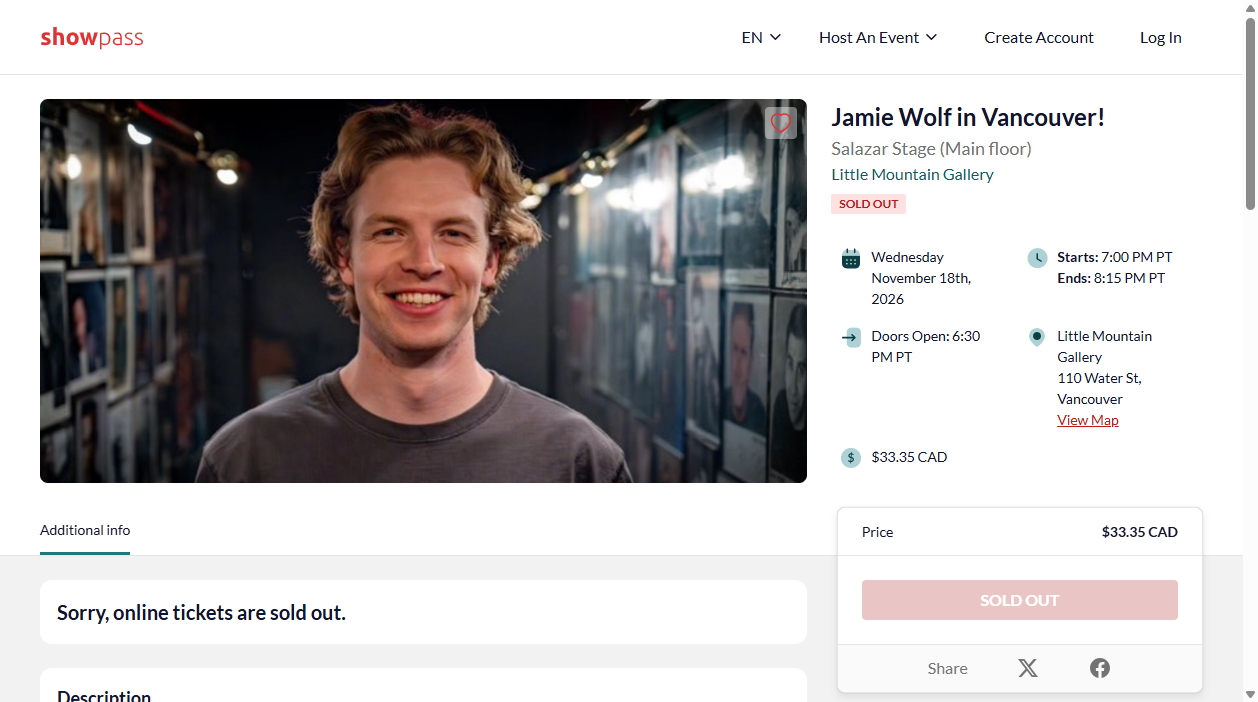 showpass
EN
Host An Event
Create Account
Log In
Jamie Wolf in Vancouver!
Salazar Stage (Main floor)
Little Mountain Gallery
SOLD OUT
Wednesday
November 18th,
2026
Starts: 7:00 PM PT
Ends: 8:15 PM PT
Doors Open: 6:30
PM PT
Little Mountain
Gallery
110 Water St,
Vancouver
View Map
$ $33.35 CAD
Additional info
Price $33.35 CAD
Sorry, online tickets are sold out.
SOLD OUT
Share
Description